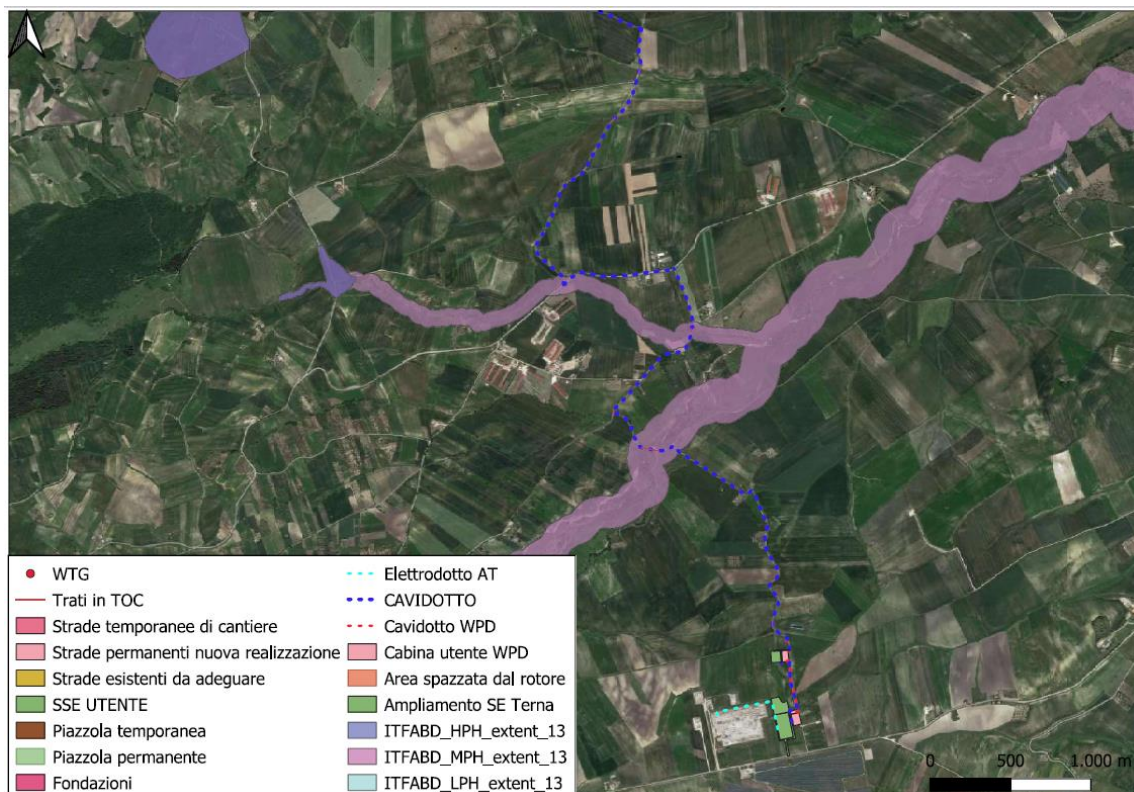 WTG
Trati in TOC
Strade temporanee di cantiere
Strade permanenti nuova realizzazione
Strade esistenti da adeguare
SSE UTENTE
Piazzola temporanea
Piazzola permanente
Fondazioni
Elettrodotto AT
CAVIDOTTO
Cavidotto WPD
Cabina utente WPD
Area spazzata dal rotore
Ampliamento SE Terna
ITFABD_HPH_extent_13
ITFABD_MPH_extent_13
ITFABD_LPH_extent_13
0 500 1.000 m